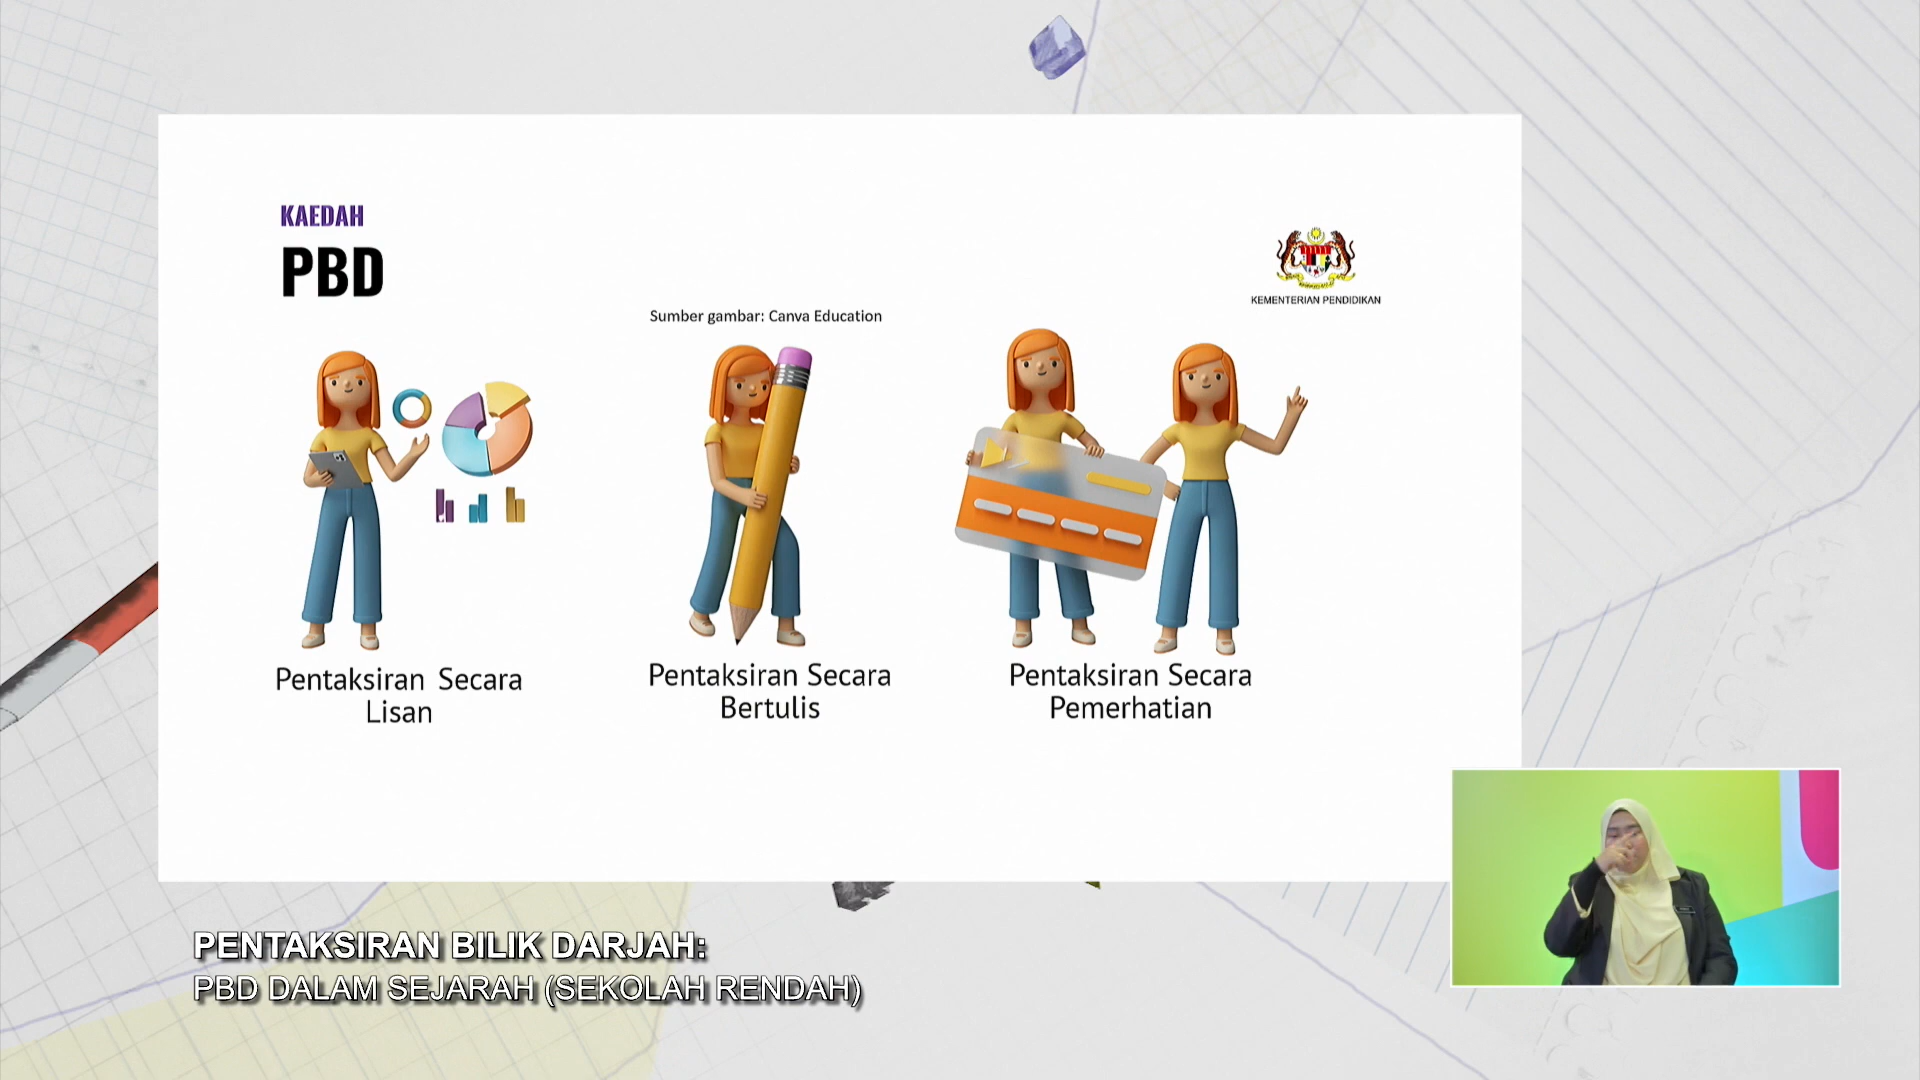 KAEDAH
PBD
KEMENTERIAN PENDIDIKAN
Sumber gambar: Canva Education
Pentaksiran Secara
Lisan
Pentaksiran Secara
Bertulis
Pentaksiran Secara
Pemerhatian
PENTAKSIRAN BILIK DARJAH:
PBD DALAM SEJARAH (SEKOLAH RENDAH)